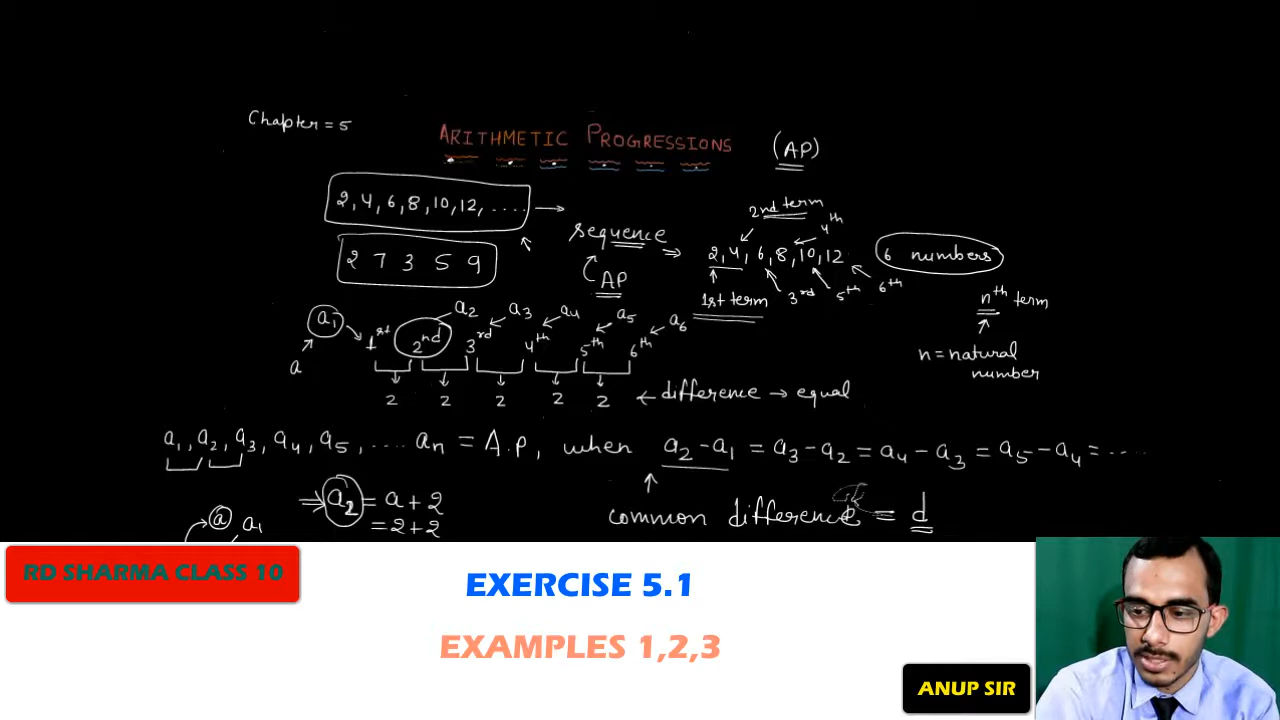 Chapter = 5
ARITHMETIC PROGRESSIONS (AP)
2, 4, 6, 8, 10, 12, ....
2 7 3 5 9
sequence
AP
2nd term
4th
2, 4, 6, 8, 10, 12
6 numbers
1st term
3rd
5th
6th
nth term
n = natural
number
a1
a2
a3
a4
a5
a6
a
1st 2nd 3rd 4th 5th 6th
2 2 2 2 2 ← difference → equal
a1, a2, a3, a4, a5, .... an = A.P, when a2 - a1 = a3 - a2 = a4 - a3 = a5 - a4 = ....
⇒ a2 = a + 2
= 2 + 2
common difference = d
a a1
RD SHARMA CLASS 10
EXERCISE 5.1
EXAMPLES 1,2,3
ANUP SIR